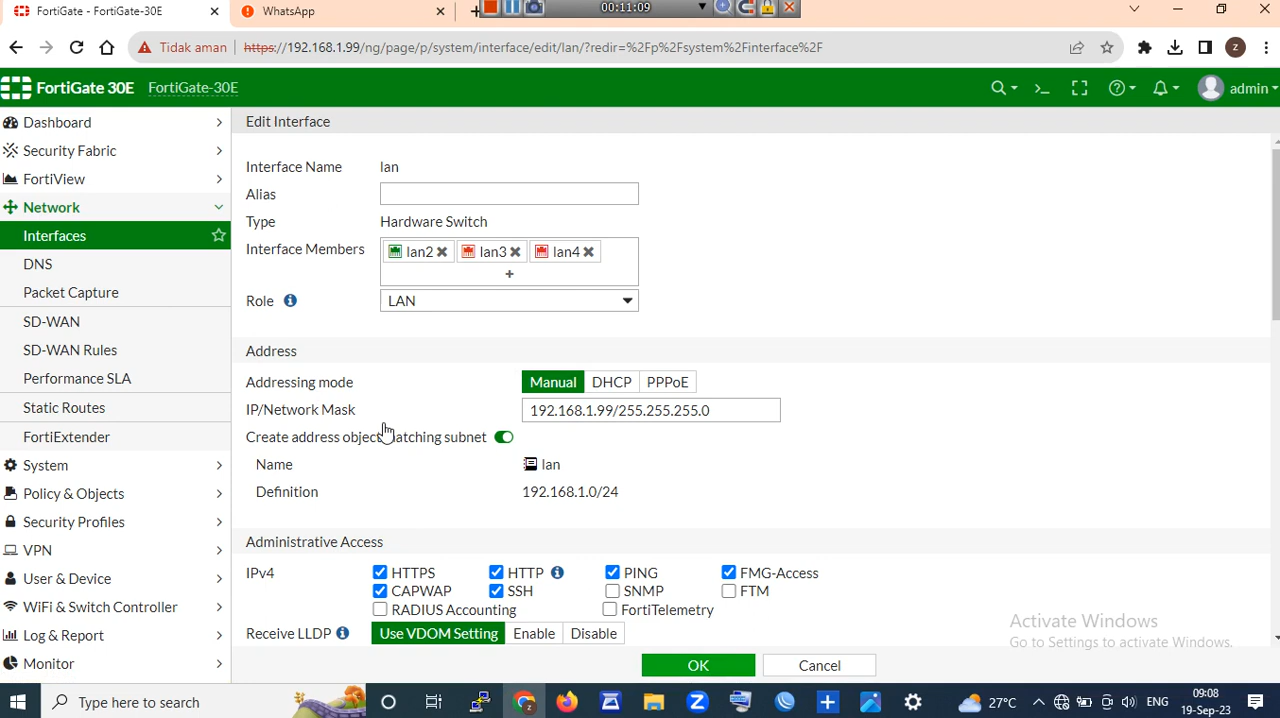 FortiGate - FortiGate-30E
WhatsApp
00:11:09
Tidak aman
https://192.168.1.99/ng/page/p/system/interface/edit/lan/?redir=%2Fp%2Fsystem%2Finterface%2F
z
FortiGate 30E
FortiGate-30E
admin
Dashboard
Security Fabric
FortiView
Network
Interfaces
DNS
Packet Capture
SD-WAN
SD-WAN Rules
Performance SLA
Static Routes
FortiExtender
System
Policy & Objects
Security Profiles
VPN
User & Device
WiFi & Switch Controller
Log & Report
Monitor
Edit Interface
Interface Name lan
Alias
Type Hardware Switch
Interface Members lan2 lan3 lan4
+
Role LAN
Address
Addressing mode Manual DHCP PPPoE
IP/Network Mask 192.168.1.99/255.255.255.0
Create address object matching subnet
Name lan
Definition 192.168.1.0/24
Administrative Access
IPv4 HTTPS HTTP PING FMG-Access
CAPWAP SSH SNMP FTM
RADIUS Accounting FortiTelemetry
Receive LLDP Use VDOM Setting Enable Disable
OK Cancel
Activate Windows
Go to Settings to activate Windows.
Type here to search
27°C
ENG
09:08
19-Sep-23